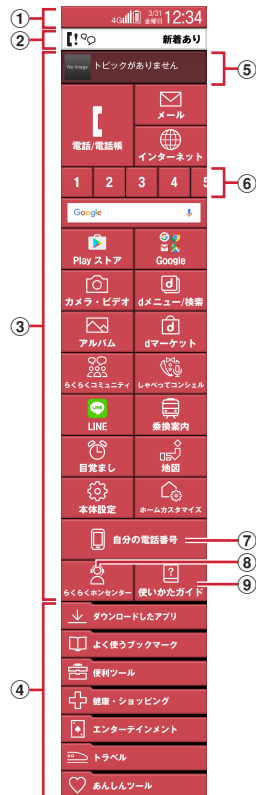 ① 4G 3/31 金曜日 12:34
② 新着あり
No Image トピックがありません ⑤
電話/電話帳
メール
インターネット
1 2 3 4 5 ⑥
③
Google
Play ストア Google
カメラ・ビデオ dメニュー/検索
アルバム dマーケット
らくらくコミュニティ しゃべってコンシェル
LINE
LINE 乗換案内
目覚まし 地図
本体設定 ホームカスタマイズ
自分の電話番号 ⑦
⑧
らくらくホンセンター 使いかたガイド ⑨
ダウンロードしたアプリ
よく使うブックマーク
便利ツール
④
健康・ショッピング
エンターテインメント
トラベル
あんしんツール